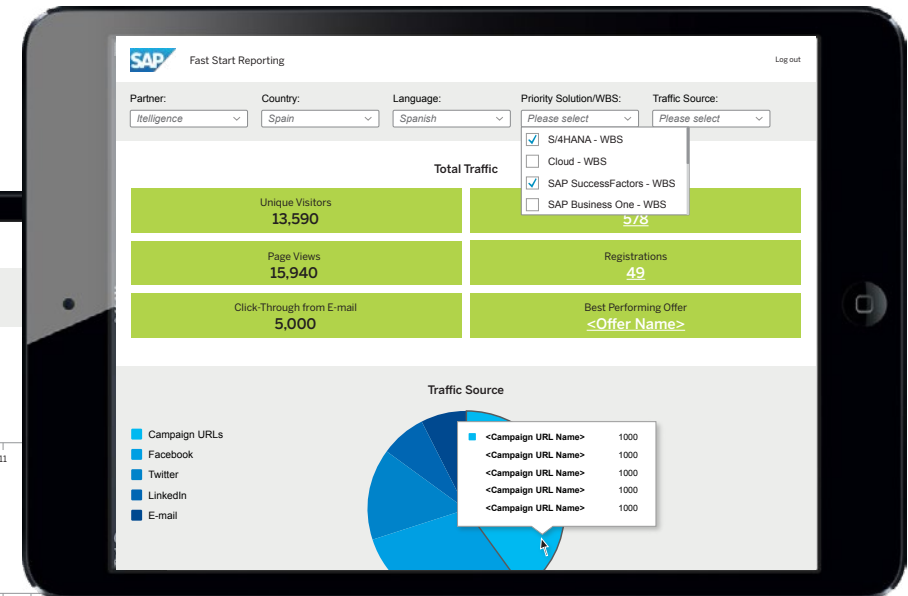 SAP
Fast Start Reporting
Log out
Partner:
Country:
Language:
Priority Solution/WBS:
Traffic Source:
Itelligence
Spain
Spanish
Please select
Please select
S/4HANA - WBS
Cloud - WBS
SAP SuccessFactors - WBS
SAP Business One - WBS
Total Traffic
Unique Visitors
13,590
578
Page Views
15,940
Registrations
49
Click-Through from E-mail
5,000
Best Performing Offer
<Offer Name>
Traffic Source
Campaign URLs
Facebook
Twitter
LinkedIn
E-mail
<Campaign URL Name> 1000
<Campaign URL Name> 1000
<Campaign URL Name> 1000
<Campaign URL Name> 1000
<Campaign URL Name> 1000
11